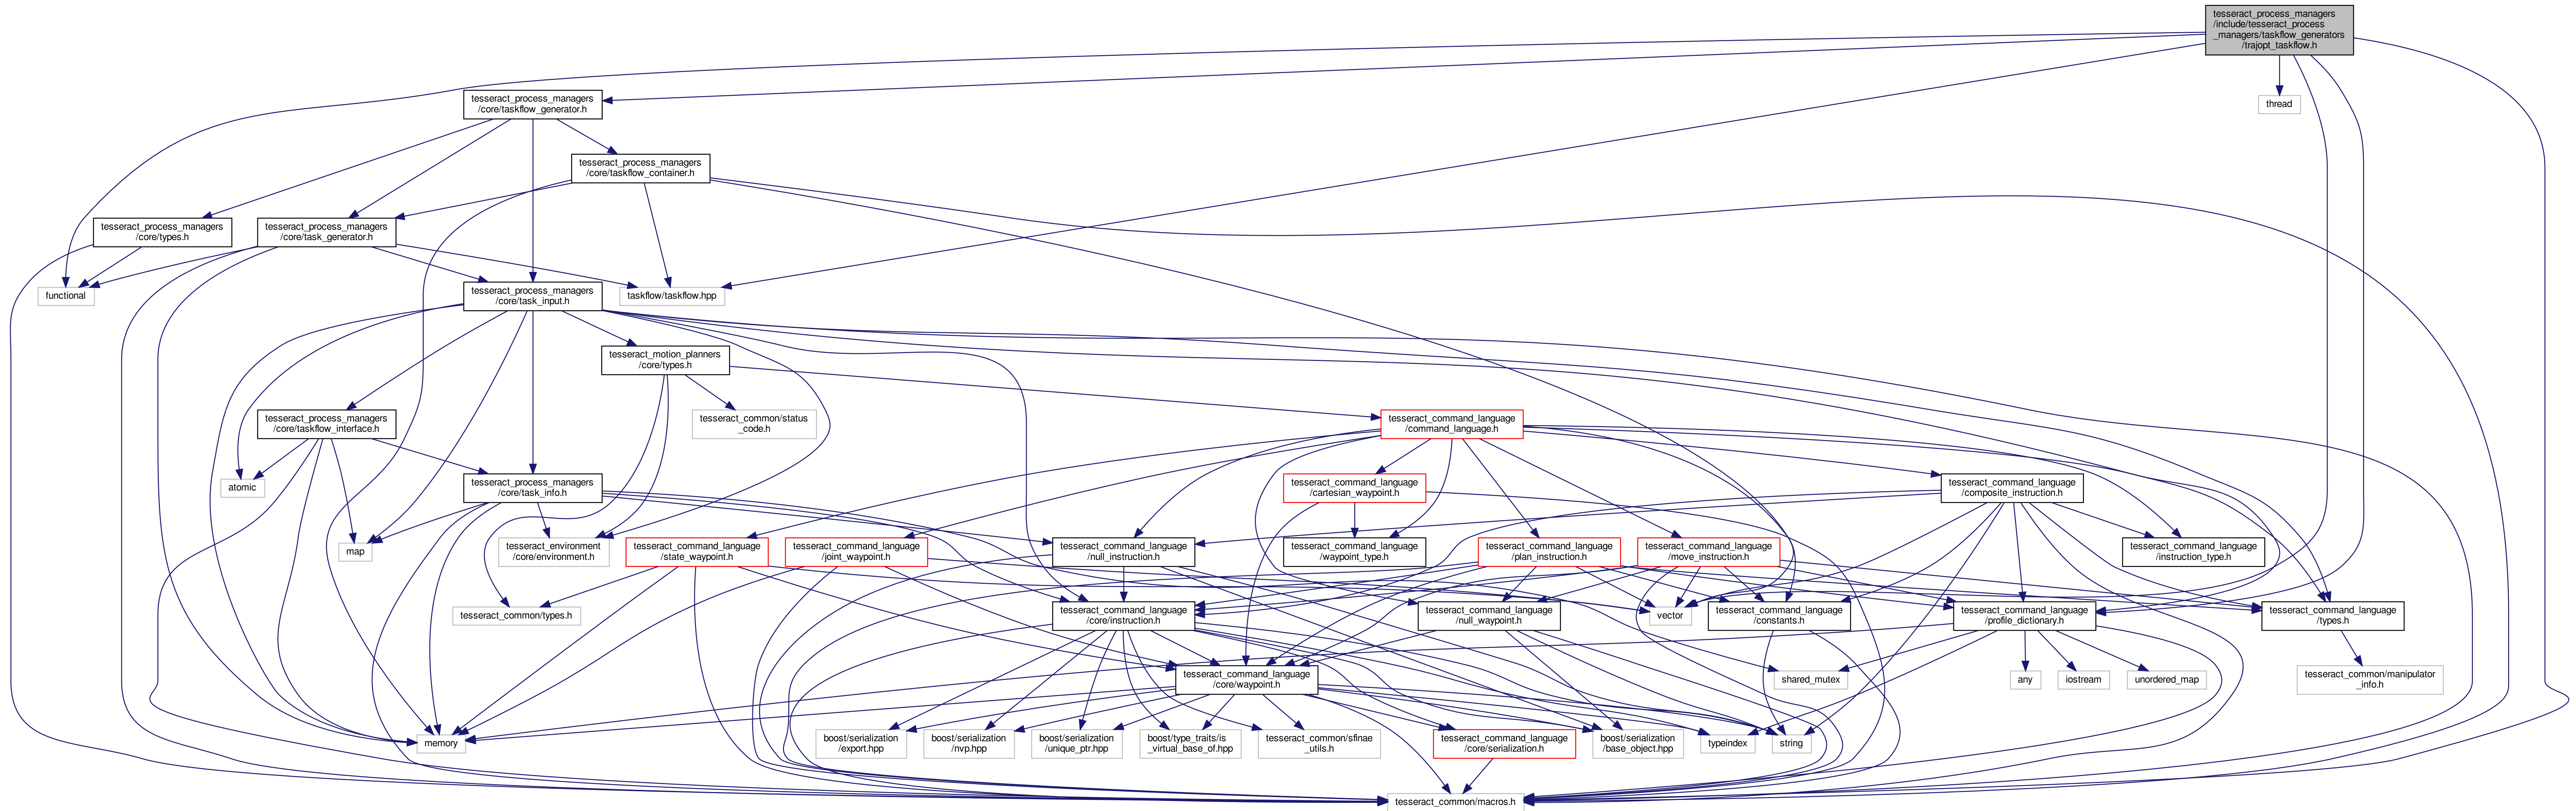 tesseract_process_managers
/include/tesseract_process
_managers/taskflow_generators
/trajopt_taskflow.h
tesseract_process_managers
/core/taskflow_generator.h
thread
tesseract_process_managers
/core/taskflow_container.h
tesseract_process_managers
/core/types.h
tesseract_process_managers
/core/task_generator.h
functional
tesseract_process_managers
/core/task_input.h
taskflow/taskflow.hpp
tesseract_motion_planners
/core/types.h
tesseract_process_managers
/core/taskflow_interface.h
tesseract_common/status
_code.h
tesseract_command_language
/command_language.h
atomic
tesseract_process_managers
/core/task_info.h
tesseract_command_language
/cartesian_waypoint.h
tesseract_command_language
/composite_instruction.h
map
tesseract_environment
/core/environment.h
tesseract_command_language
/state_waypoint.h
tesseract_command_language
/joint_waypoint.h
tesseract_command_language
/null_instruction.h
tesseract_command_language
/waypoint_type.h
tesseract_command_language
/plan_instruction.h
tesseract_command_language
/move_instruction.h
tesseract_command_language
/instruction_type.h
tesseract_common/types.h
tesseract_command_language
/core/instruction.h
tesseract_command_language
/null_waypoint.h
vector
tesseract_command_language
/constants.h
tesseract_command_language
/profile_dictionary.h
tesseract_command_language
/types.h
tesseract_command_language
/core/waypoint.h
shared_mutex
any
iostream
unordered_map
tesseract_common/manipulator
_info.h
memory
boost/serialization
/export.hpp
boost/serialization
/nvp.hpp
boost/serialization
/unique_ptr.hpp
boost/type_traits/is
_virtual_base_of.hpp
tesseract_common/sfinae
_utils.h
tesseract_command_language
/core/serialization.h
boost/serialization
/base_object.hpp
typeindex
string
tesseract_common/macros.h